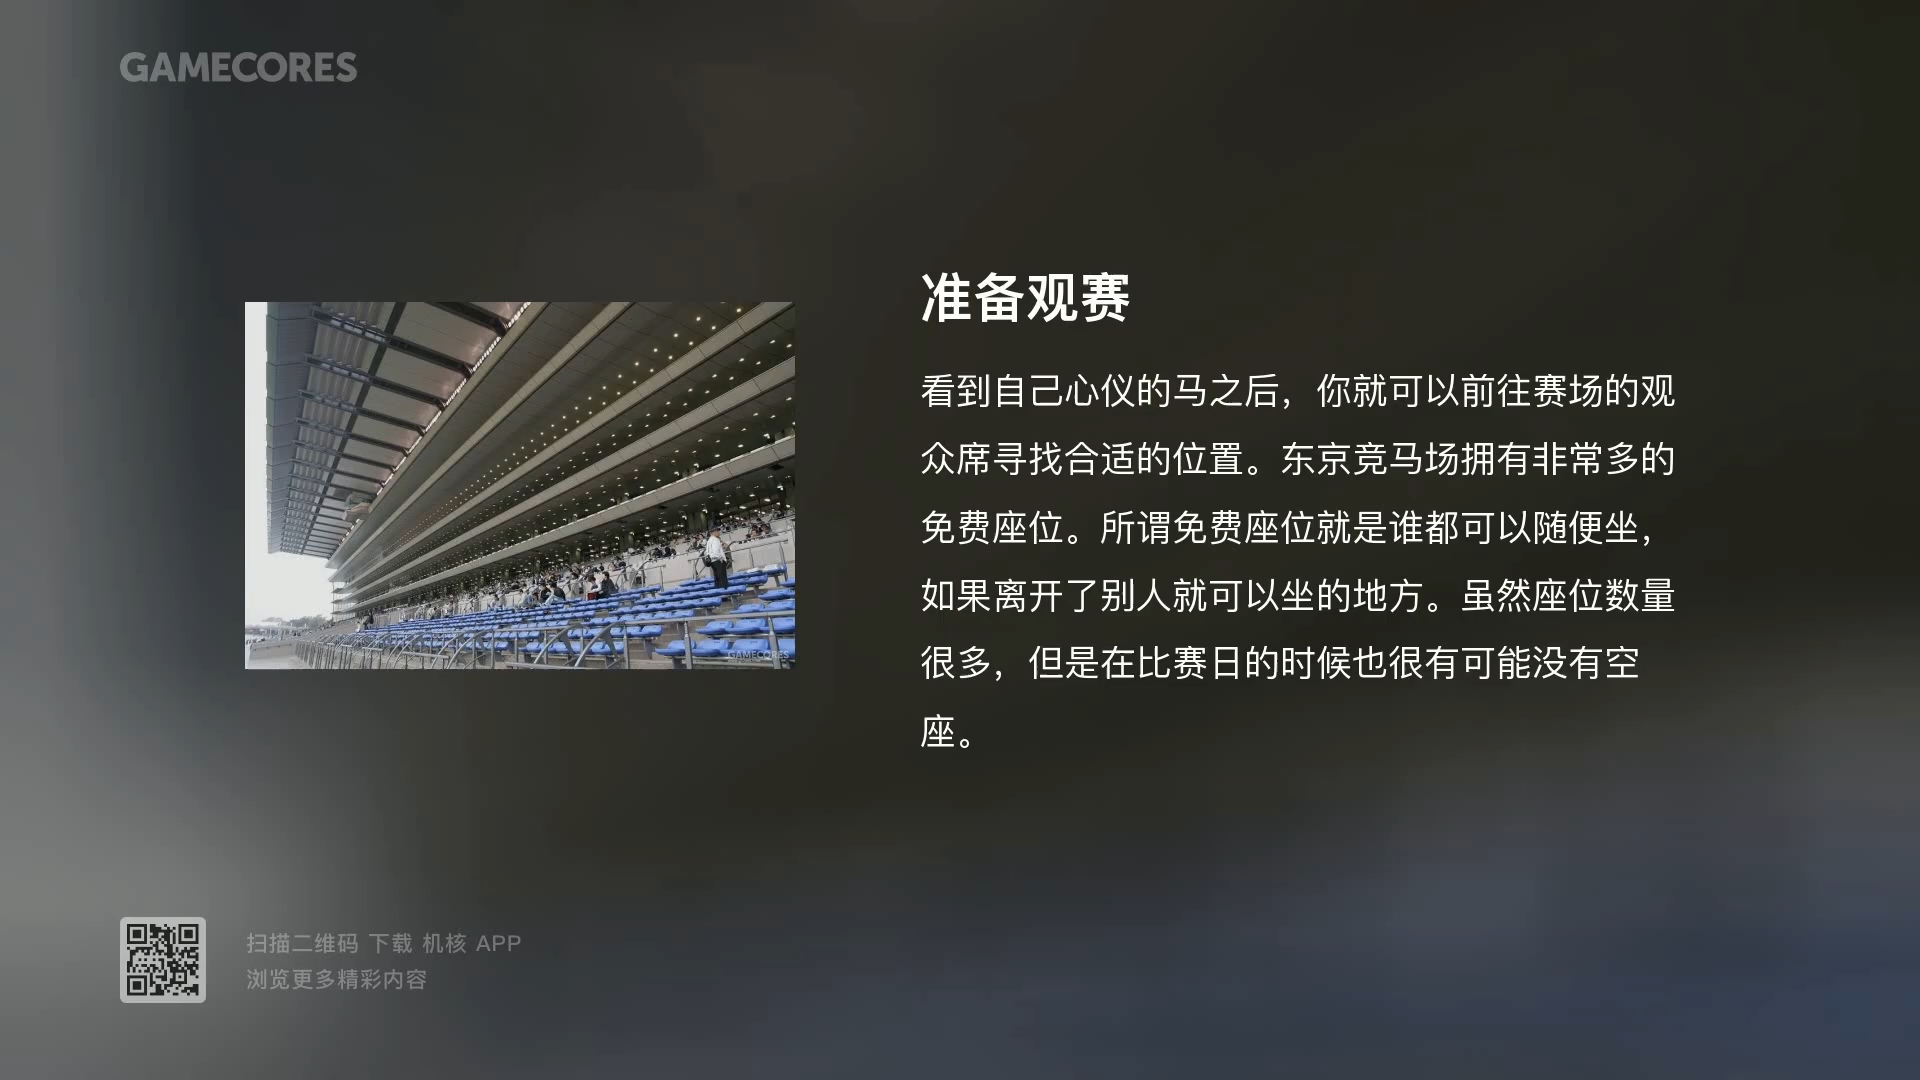 GAMECORES
准备观赛
看到自己心仪的马之后，你就可以前往赛场的观
众席寻找合适的位置。东京竞马场拥有非常多的
免费座位。所谓免费座位就是谁都可以随便坐，
如果离开了别人就可以坐的地方。虽然座位数量
很多，但是在比赛日的时候也很有可能没有空
座。
GAMECORES
扫描二维码 下载 机核 APP
浏览更多精彩内容